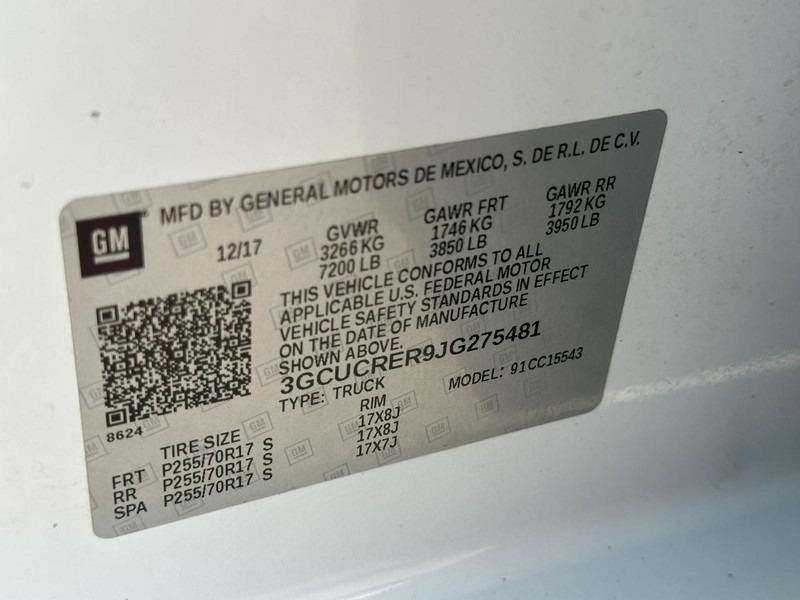 GM
MFD BY GENERAL MOTORS DE MEXICO, S. DE R.L. DE C.V.
12/17
GVWR
3266 KG
7200 LB
GAWR FRT
1746 KG
3850 LB
GAWR RR
1792 KG
3950 LB
THIS VEHICLE CONFORMS TO ALL
APPLICABLE U.S. FEDERAL MOTOR
VEHICLE SAFETY STANDARDS IN EFFECT
ON THE DATE OF MANUFACTURE
SHOWN ABOVE.
3GCUCRER9JG275481
TYPE: TRUCK MODEL: 91CC15543
8624
TIRE SIZE RIM
FRT P255/70R17 S 17X8J
RR P255/70R17 S 17X8J
SPA P255/70R17 S 17X7J